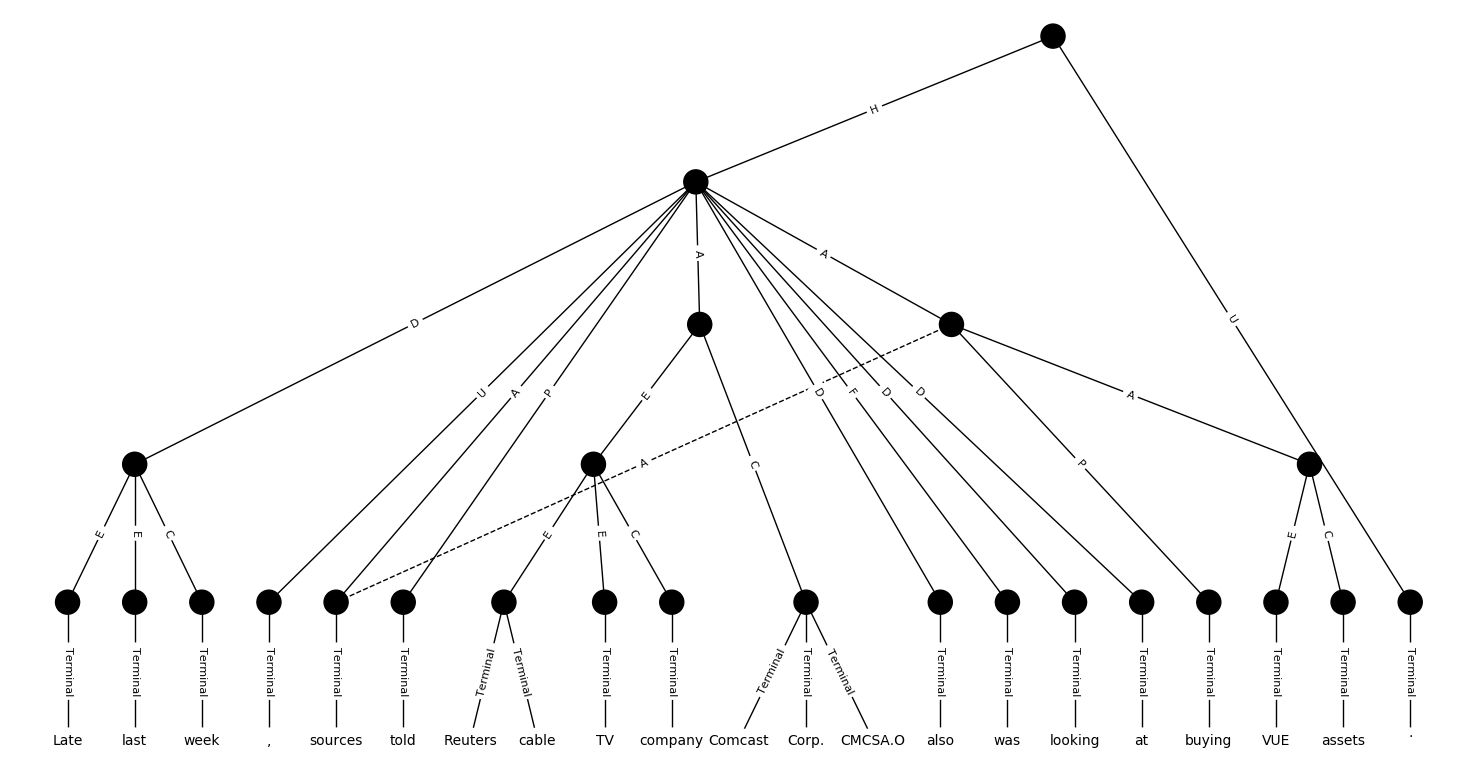 H
D U A P A D F D D A U
E A P A
E E C E E C C E C
Terminal Terminal Terminal Terminal Terminal Terminal Terminal Terminal Terminal Terminal Terminal Terminal Terminal Terminal Terminal Terminal Terminal Terminal Terminal Terminal Terminal
Late last week , sources told Reuters cable TV company Comcast Corp. CMCSA.O also was looking at buying VUE assets .